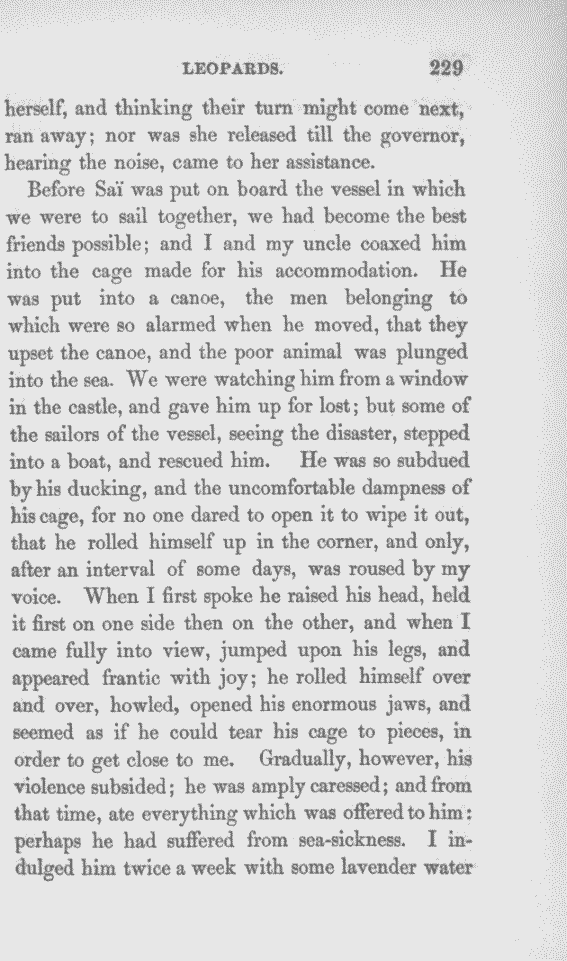 LEOPARDS. 229
herself, and thinking their turn might come next,
ran away; nor was she released till the governor,
hearing the noise, came to her assistance.
Before Saï was put on board the vessel in which
we were to sail together, we had become the best
friends possible; and I and my uncle coaxed him
into the cage made for his accommodation. He
was put into a canoe, the men belonging to
which were so alarmed when he moved, that they
upset the canoe, and the poor animal was plunged
into the sea. We were watching him from a window
in the castle, and gave him up for lost; but some of
the sailors of the vessel, seeing the disaster, stepped
into a boat, and rescued him. He was so subdued
by his ducking, and the uncomfortable dampness of
his cage, for no one dared to open it to wipe it out,
that he rolled himself up in the corner, and only,
after an interval of some days, was roused by my
voice. When I first spoke he raised his head, held
it first on one side then on the other, and when I
came fully into view, jumped upon his legs, and
appeared frantic with joy; he rolled himself over
and over, howled, opened his enormous jaws, and
seemed as if he could tear his cage to pieces, in
order to get close to me. Gradually, however, his
violence subsided; he was amply caressed; and from
that time, ate everything which was offered to him:
perhaps he had suffered from sea-sickness. I in-
dulged him twice a week with some lavender water